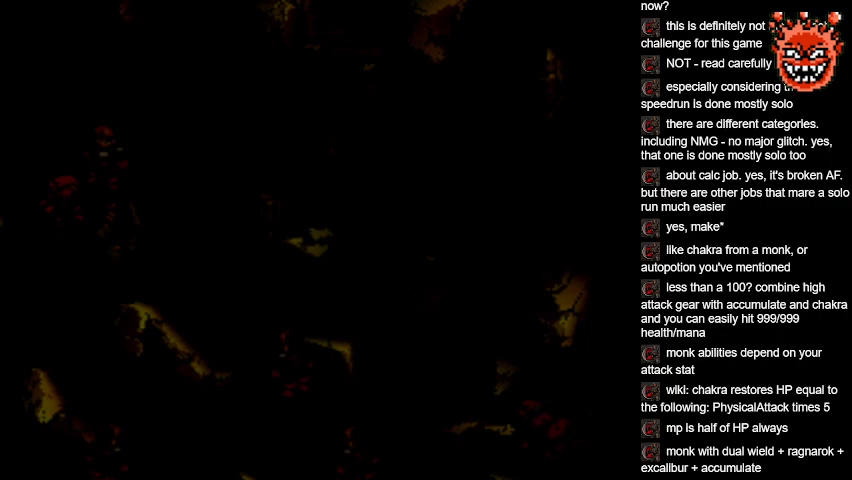 now?
this is definitely not
challenge for this game
NOT - read carefully
especially considering
speedrun is done mostly solo
there are different categories.
including NMG - no major glitch. yes,
that one is done mostly solo too
about calc job. yes, it's broken AF.
but there are other jobs that mare a solo
run much easier
yes, make*
like chakra from a monk, or
autopotion you've mentioned
less than a 100? combine high
attack gear with accumulate and chakra
and you can easily hit 999/999
health/mana
monk abilities depend on your
attack stat
wiki: chakra restores HP equal to
the following: PhysicalAttack times 5
mp is half of HP always
monk with dual wield + ragnarok +
excalibur + accumulate